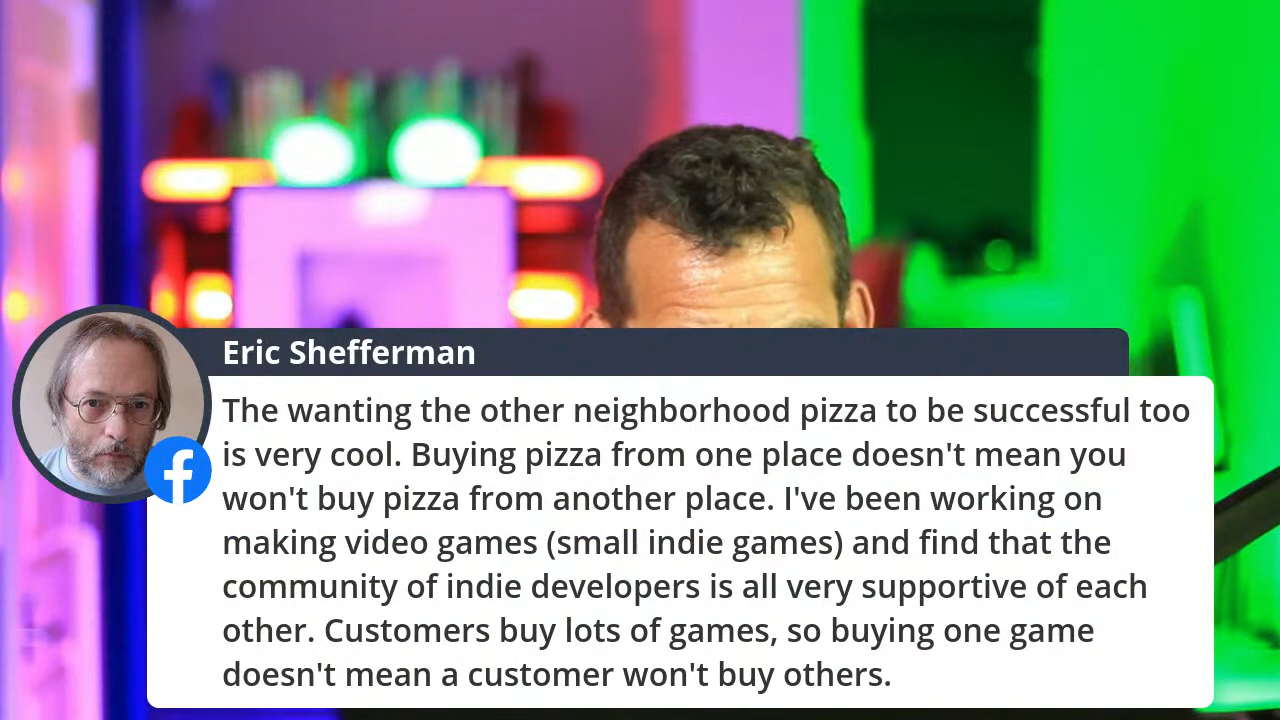 Eric Shefferman
The wanting the other neighborhood pizza to be successful too
is very cool. Buying pizza from one place doesn't mean you
won't buy pizza from another place. I've been working on
making video games (small indie games) and find that the
community of indie developers is all very supportive of each
other. Customers buy lots of games, so buying one game
doesn't mean a customer won't buy others.